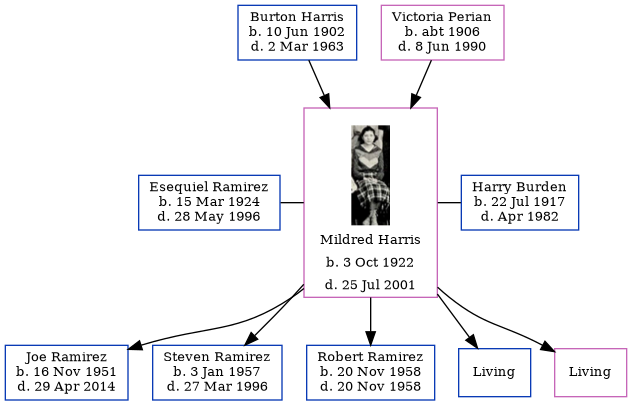 Burton Harris
b. 10 Jun 1902
d. 2 Mar 1963
Victoria Perian
b. abt 1906
d. 8 Jun 1990
Esequiel Ramirez
b. 15 Mar 1924
d. 28 May 1996
Mildred Harris
b. 3 Oct 1922
d. 25 Jul 2001
Harry Burden
b. 22 Jul 1917
d. Apr 1982
Joe Ramirez
b. 16 Nov 1951
d. 29 Apr 2014
Steven Ramirez
b. 3 Jan 1957
d. 27 Mar 1996
Robert Ramirez
b. 20 Nov 1958
d. 20 Nov 1958
Living
Living